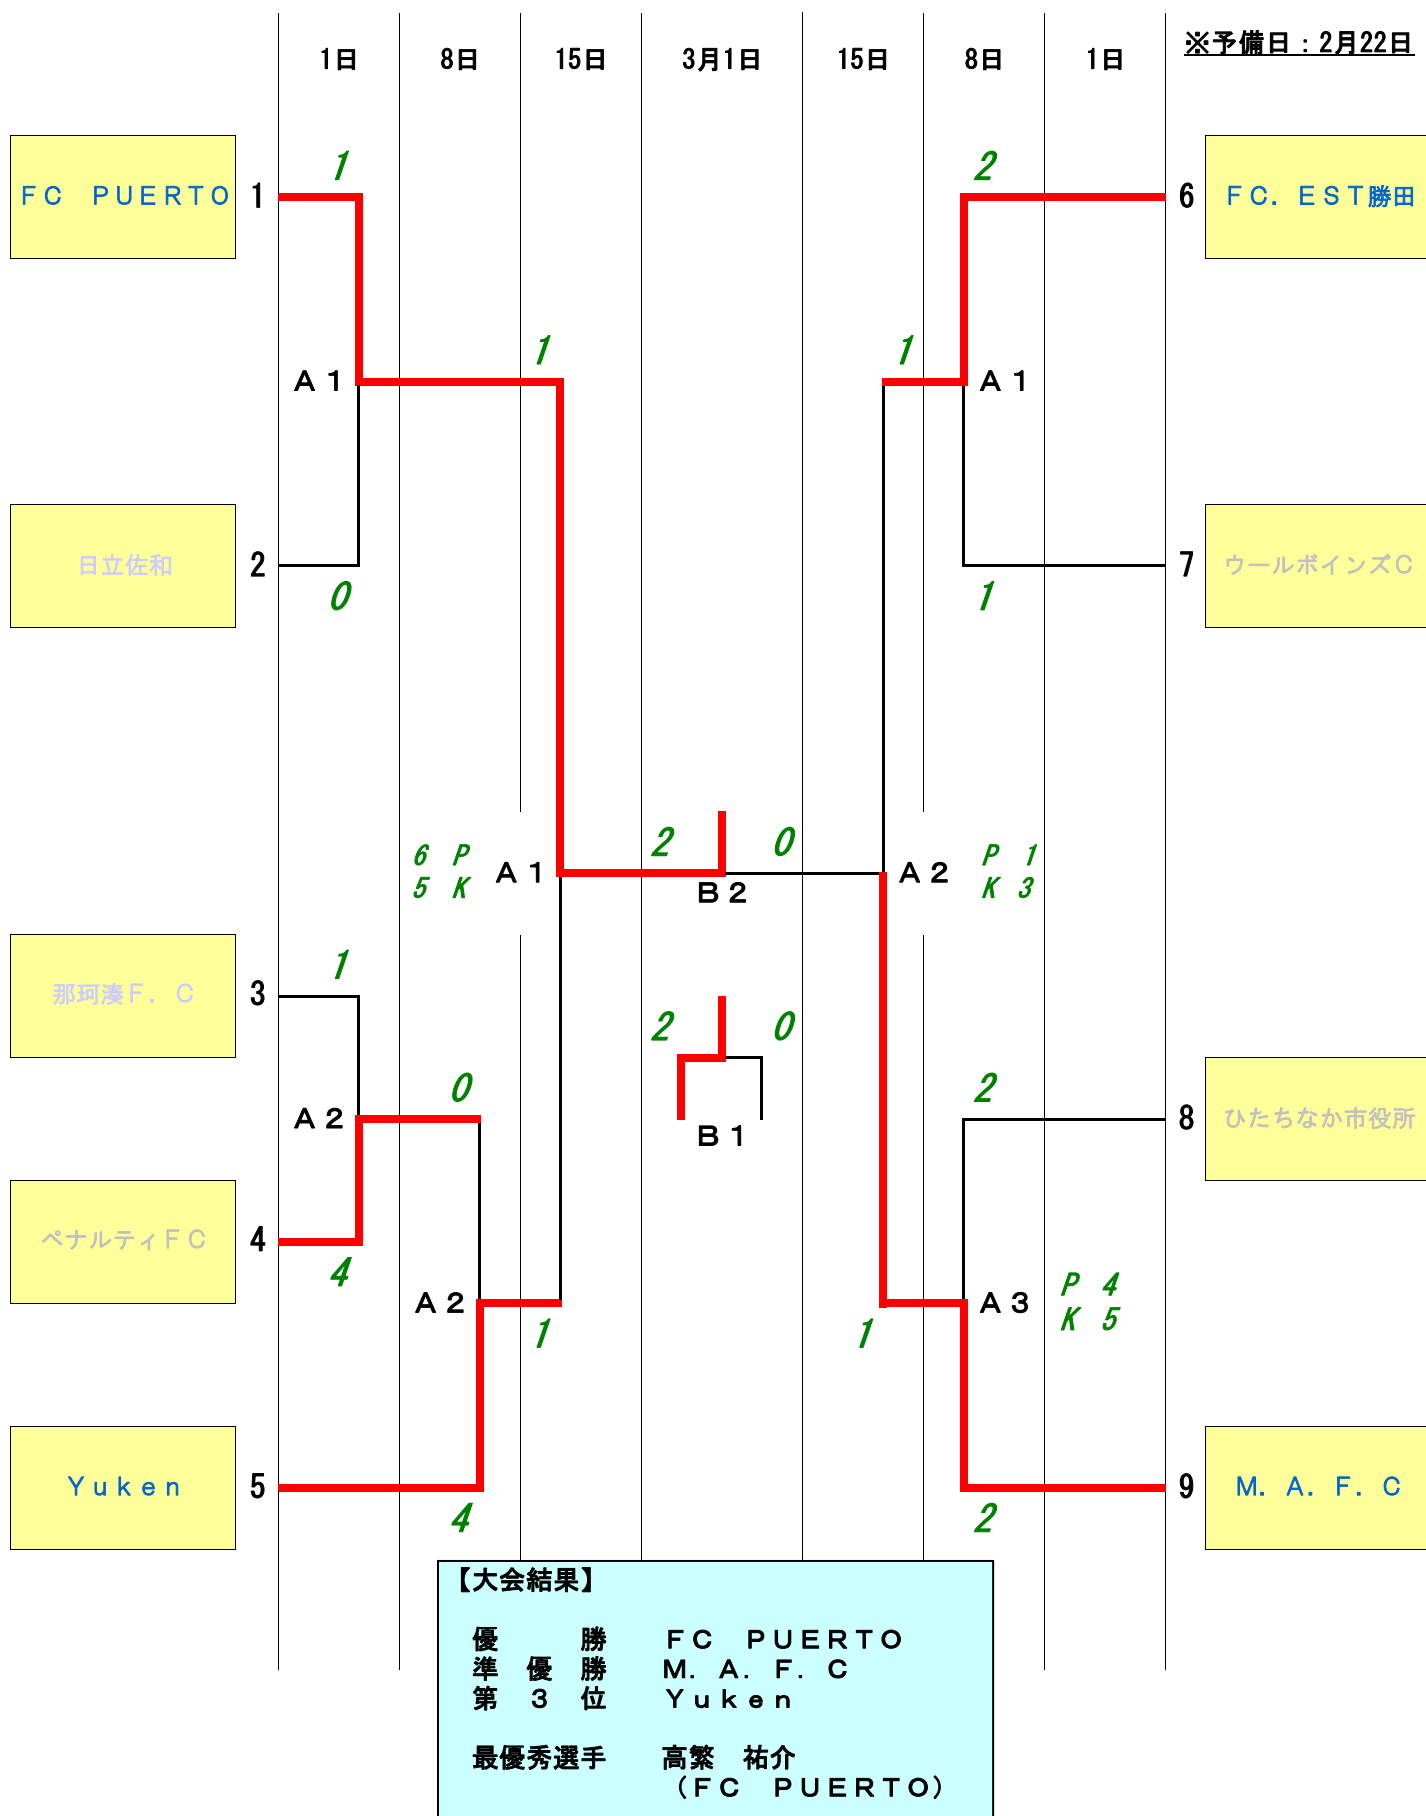 1日 8日 15日 3月1日 15日 8日 1日 ※予備日：2月22日
1 2
ＦＣ　ＰＵＥＲＴＯ 1 6 ＦＣ．ＥＳＴ勝田
1 1
Ａ１ Ａ１
日立佐和 2 7 ウールボインズＣ
0 1
2 0
6 P Ａ１ Ａ２ P 1
5 K Ｂ２ K 3
1
那珂湊Ｆ．Ｃ 3
2 0
0 2
Ａ２ Ｂ１ 8 ひたちなか市役所
ペナルティＦＣ 4
4
Ａ２ Ａ３ P 4
1 1 K 5
Ｙｕｋｅｎ 5 9 Ｍ．Ａ．Ｆ．Ｃ
4 2
【大会結果】
優　　勝　ＦＣ　ＰＵＥＲＴＯ
準　優　勝　Ｍ．Ａ．Ｆ．Ｃ
第　３　位　Ｙｕｋｅｎ
最優秀選手　高繁　祐介
（ＦＣ　ＰＵＥＲＴＯ）